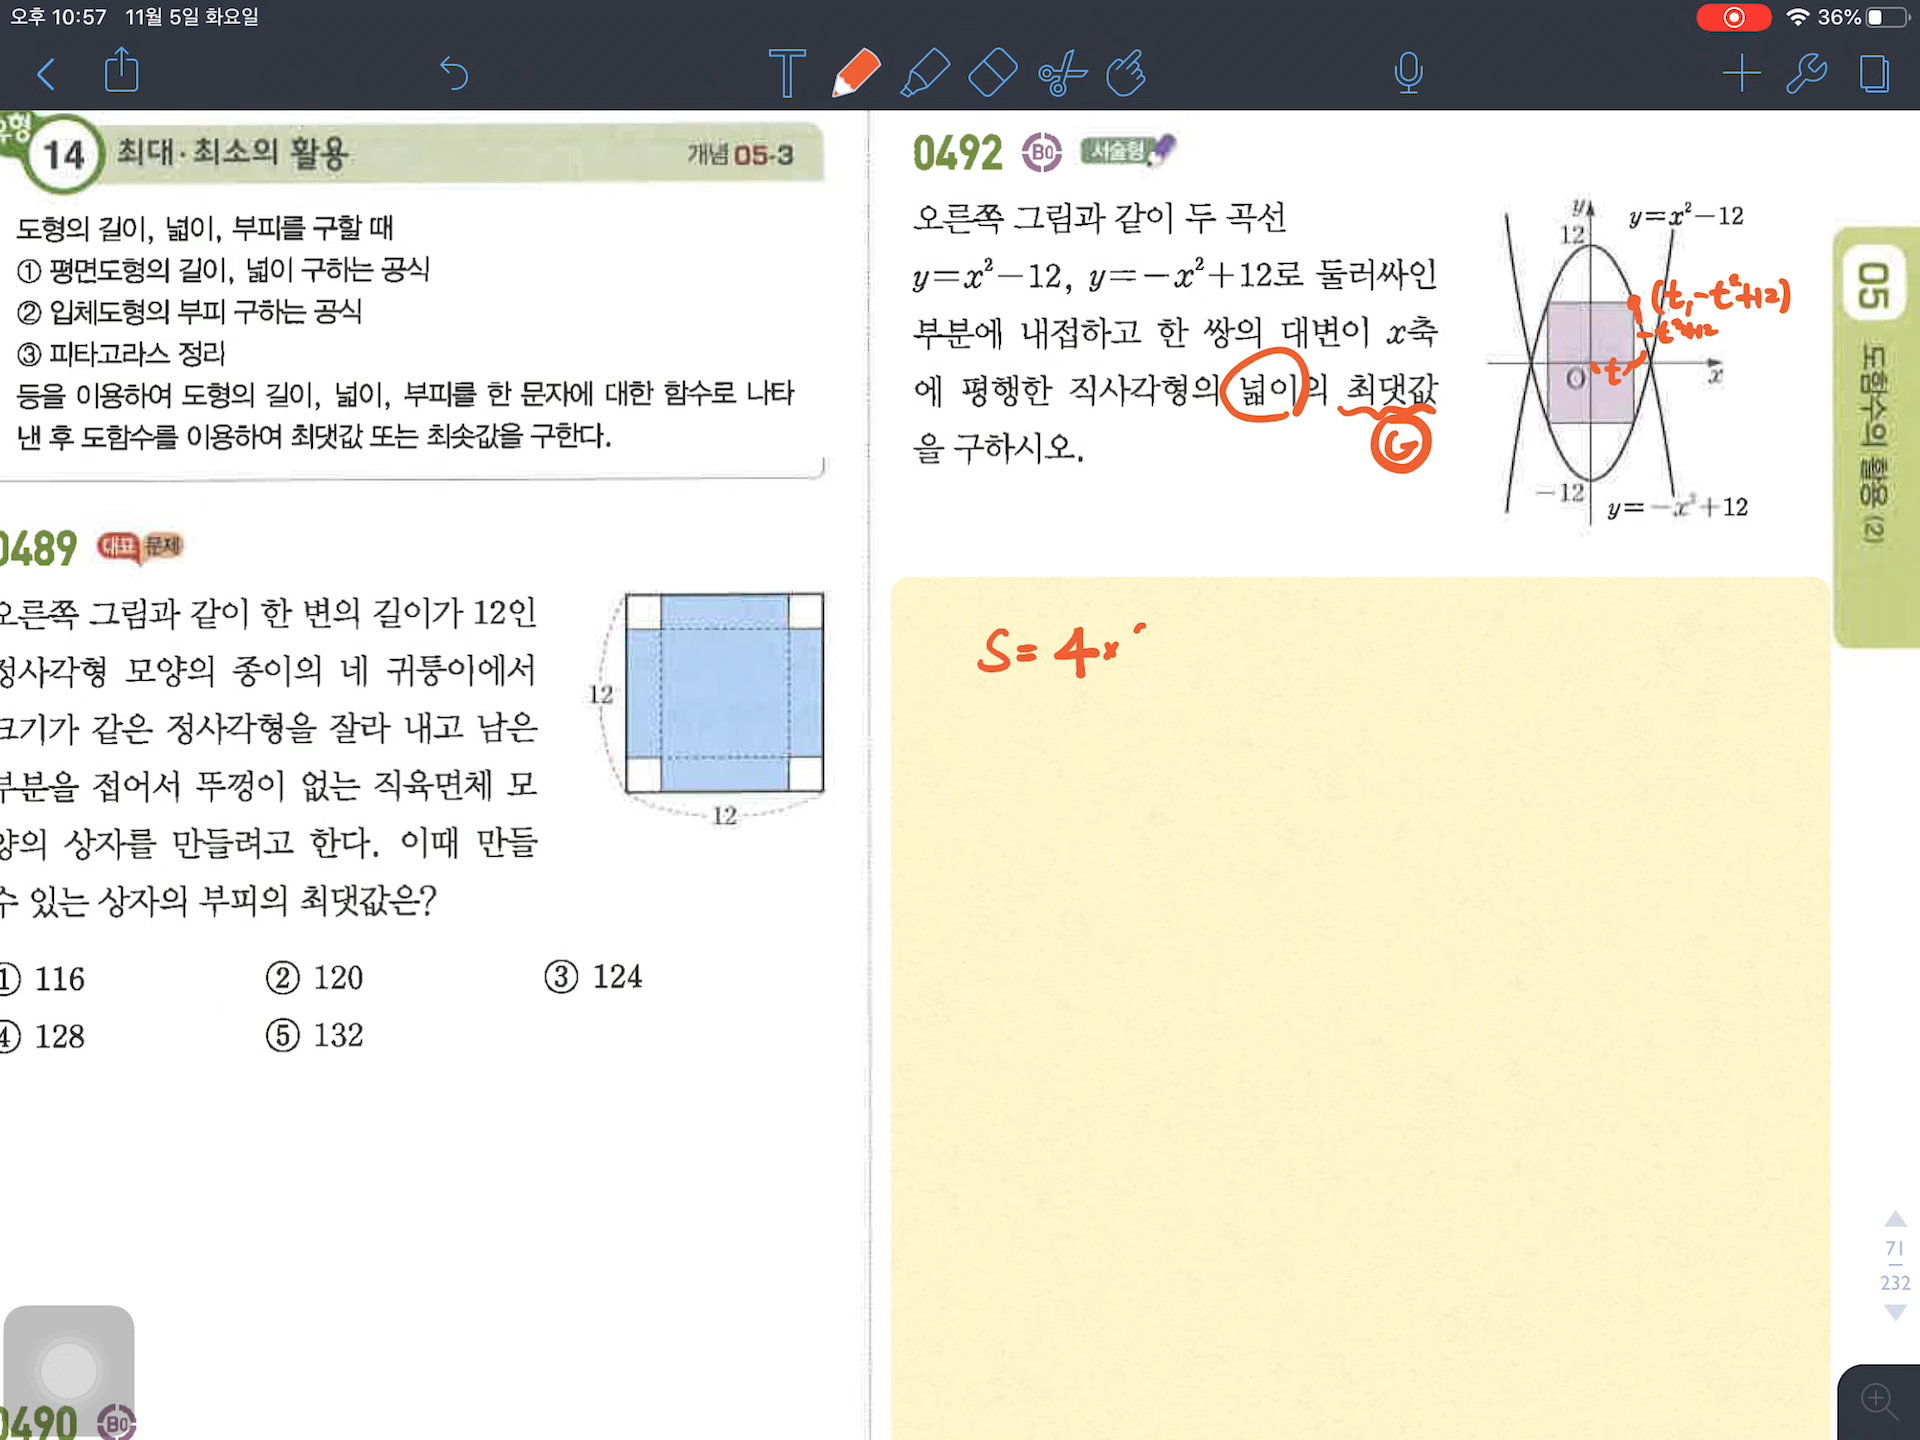 오후 10:57 11월 5일 화요일
36%
유형
14 최대·최소의 활용
개념 05-3
도형의 길이, 넓이, 부피를 구할 때
① 평면도형의 길이, 넓이 구하는 공식
② 입체도형의 부피 구하는 공식
③ 피타고라스 정리
등을 이용하여 도형의 길이, 넓이, 부피를 한 문자에 대한 함수로 나타
낸 후 도함수를 이용하여 최댓값 또는 최솟값을 구한다.
0489 대표 문제
오른쪽 그림과 같이 한 변의 길이가 12인
정사각형 모양의 종이의 네 귀퉁이에서
크기가 같은 정사각형을 잘라 내고 남은
부분을 접어서 뚜껑이 없는 직육면체 모
양의 상자를 만들려고 한다. 이때 만들
수 있는 상자의 부피의 최댓값은?
12
12
① 116 ② 120 ③ 124
④ 128 ⑤ 132
0490 B0
0492 B0 서술형
오른쪽 그림과 같이 두 곡선
y=x²-12, y=-x²+12로 둘러싸인
부분에 내접하고 한 쌍의 대변이 x축
에 평행한 직사각형의 넓이의 최댓값
을 구하시오.
G
y
y=x²-12
12
(t, -t²+12)
-t²+12
O
t
x
-12
y=-x²+12
S= 4×
05
도함수의 활용 (2)
71
232